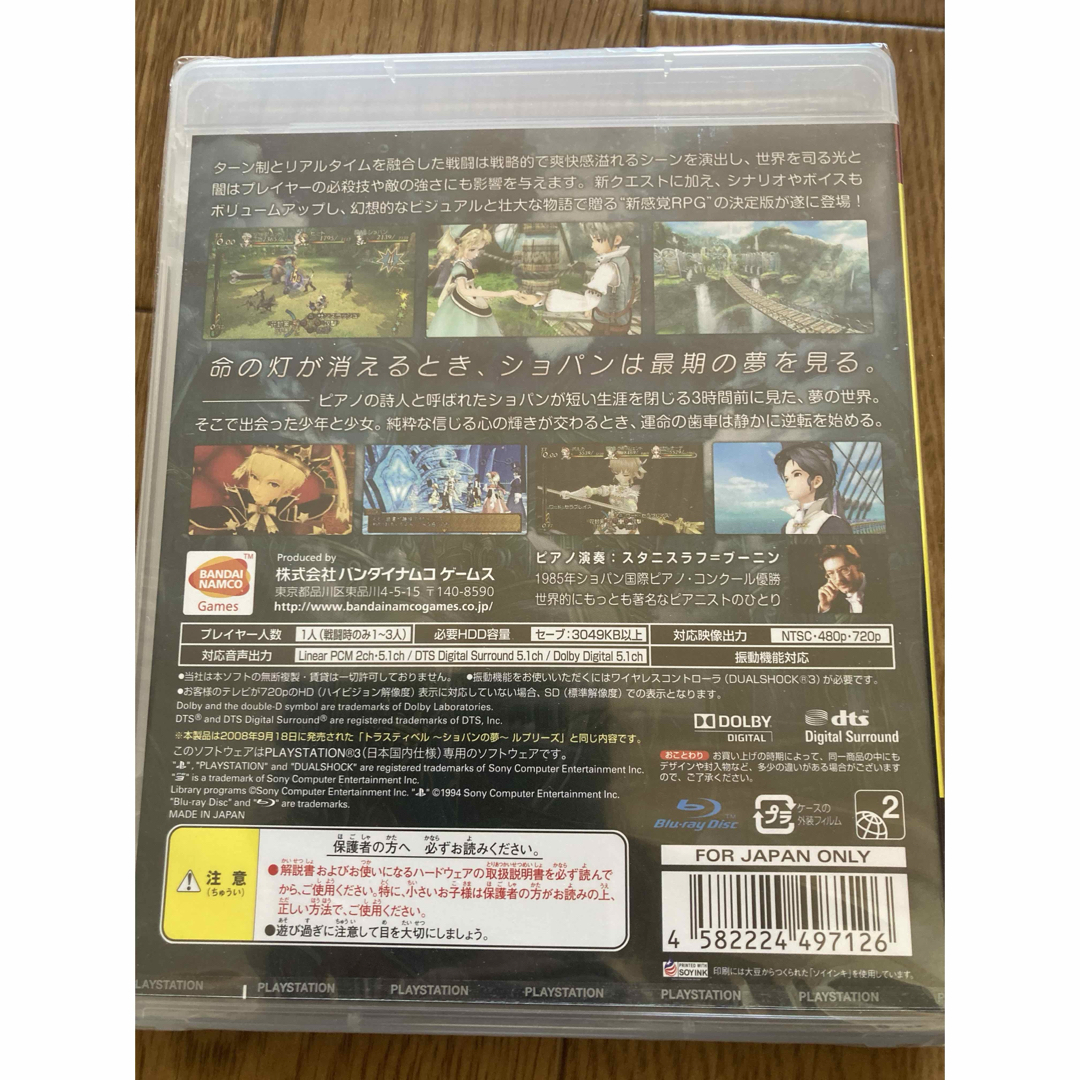 ターン制とリアルタイムを融合した戦闘は戦略的で爽快感溢れるシーンを演出し、世界を司る光と
闇はプレイヤーの必殺技や敵の強さにも影響を与えます。新クエストに加え、シナリオやボイスも
ボリュームアップし、幻想的なビジュアルと壮大な物語で贈る“新感覚RPG”の決定版が遂に登場！
命の灯が消えるとき、ショパンは最期の夢を見る。
ピアノの詩人と呼ばれたショパンが短い生涯を閉じる3時間前に見た、夢の世界。
そこで出会った少年と少女。純粋な信じる心の輝きが交わるとき、運命の歯車は静かに逆転を始める。
BANDAI
NAMCO
Games
TM
Produced by
株式会社 バンダイナムコ ゲームス
東京都品川区東品川4-5-15 〒140-8590
http://www.bandainamcogames.co.jp/
ピアノ演奏：スタニスラフ＝ブーニン
1985年ショパン国際ピアノ・コンクール優勝
世界的にもっとも著名なピアニストのひとり
プレイヤー人数 1人（戦闘時のみ1～3人） 必要HDD容量 セーブ：3049KB以上 対応映像出力 NTSC・480p・720p
対応音声出力 Linear PCM 2ch・5.1ch / DTS Digital Surround 5.1ch / Dolby Digital 5.1ch 振動機能対応
●当社は本ソフトの無断複製・賃貸は一切許可しておりません。 ●振動機能をお使いいただくにはワイヤレスコントローラ（DUALSHOCK®3）が必要です。
●お客様のテレビが720pのHD（ハイビジョン解像度）表示に対応していない場合、SD（標準解像度）での表示となります。
Dolby and the double-D symbol are trademarks of Dolby Laboratories.
DTS® and DTS Digital Surround® are registered trademarks of DTS, Inc.
※本製品は2008年9月18日に発売された「トラスティベル ～ショパンの夢～ ルプリーズ」と同じ内容です。
このソフトウェアはPLAYSTATION®3（日本国内仕様）専用のソフトウェアです。
"", "PLAYSTATION" and "DUALSHOCK" are registered trademarks of Sony Computer Entertainment Inc.
"" is a trademark of Sony Computer Entertainment Inc.
Library programs ©Sony Computer Entertainment Inc. "" ©1994 Sony Computer Entertainment Inc.
"Blu-ray Disc" and "" are trademarks.
MADE IN JAPAN
DOLBY
DIGITAL
dts
Digital Surround
おことわり お買い上げの時期によって、同一商品の中にも
デザインや封入物など、多少の違いがある場合がございます
ので、ご了承ください。
Blu-ray Disc
プラ
ケースの
外装フィルム
2
注意
（ちゅうい）
保護者の方へ 必ずお読みください。
●解説書およびお使いになるハードウェアの取扱説明書を必ず読んで
から、ご使用ください。特に、小さいお子様は保護者の方がお読みの上、
正しい方法で、ご使用ください。
●遊び過ぎに注意して目を大切にしましょう。
FOR JAPAN ONLY
4 582224 497126
PRINTED WITH
SOY INK
印刷には大豆からつくられた「ソイインキ」を使用しています。
PLAYSTATION PLAYSTATION PLAYSTATION PLAYSTATION PLAYSTATION PLAYSTATION